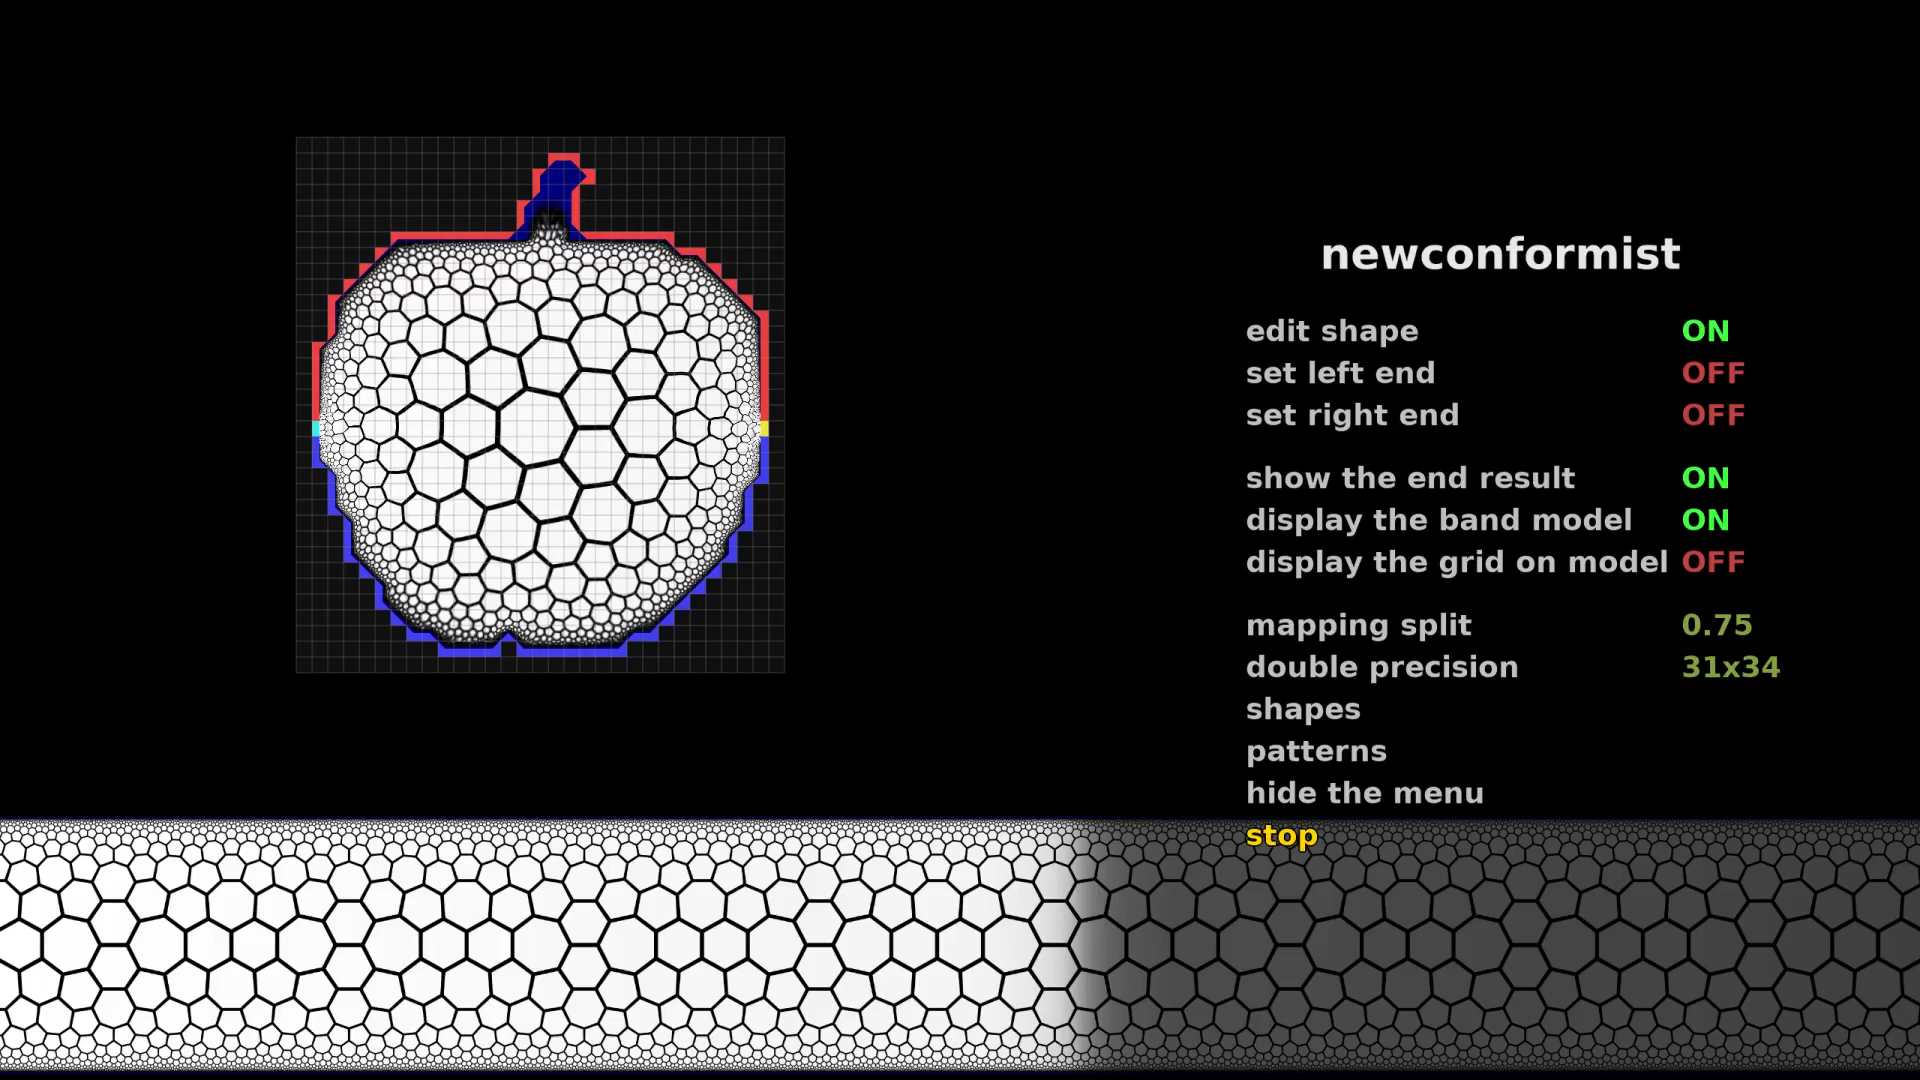 newconformist
edit shape ON
set left end OFF
set right end OFF
show the end result ON
display the band model ON
display the grid on model OFF
mapping split 0.75
double precision 31x34
shapes
patterns
hide the menu
stop